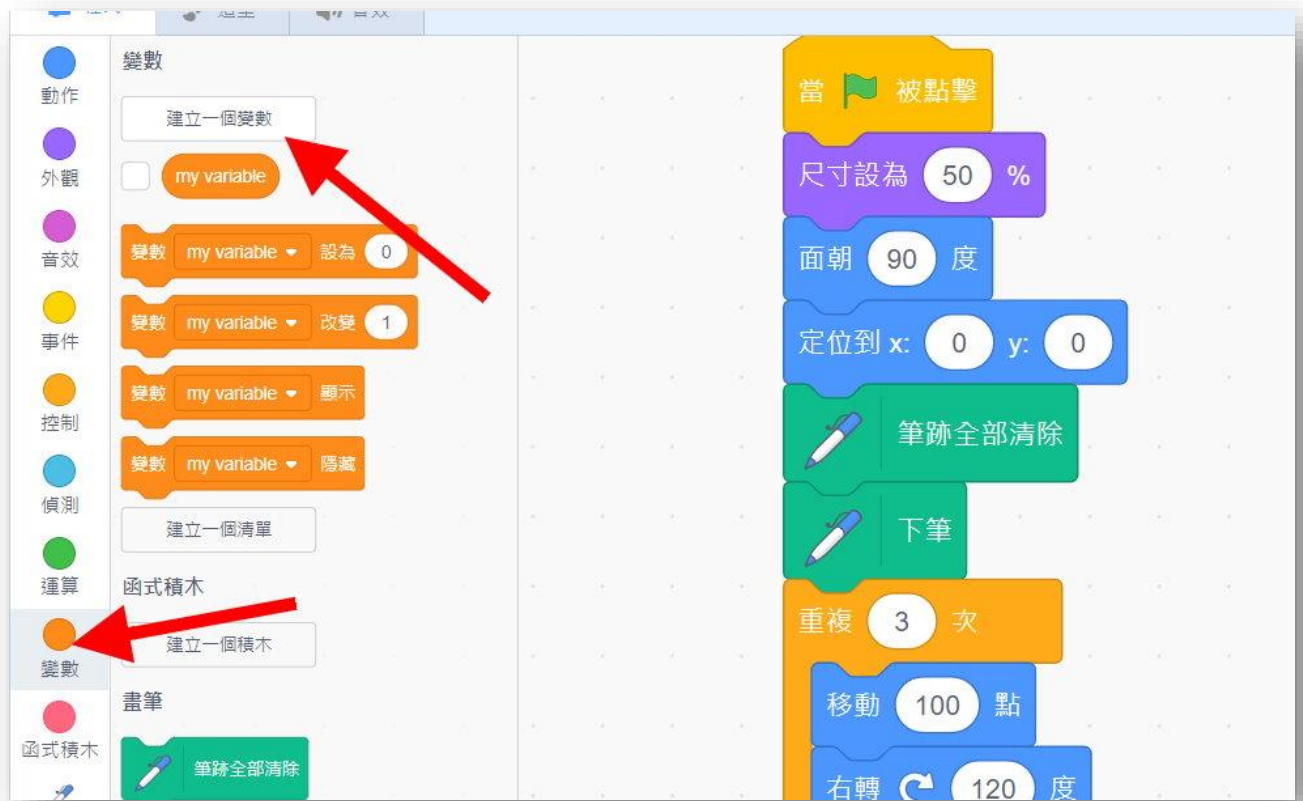 動作
外觀
音效
事件
控制
偵測
運算
變數
函式積木
變數
建立一個變數
my variable
變數 my variable 設為 0
變數 my variable 改變 1
變數 my variable 顯示
變數 my variable 隱藏
建立一個清單
函式積木
建立一個積木
畫筆
筆跡全部清除
當 被點擊
尺寸設為 50 %
面朝 90 度
定位到 x: 0 y: 0
筆跡全部清除
下筆
重複 3 次
移動 100 點
右轉 120 度